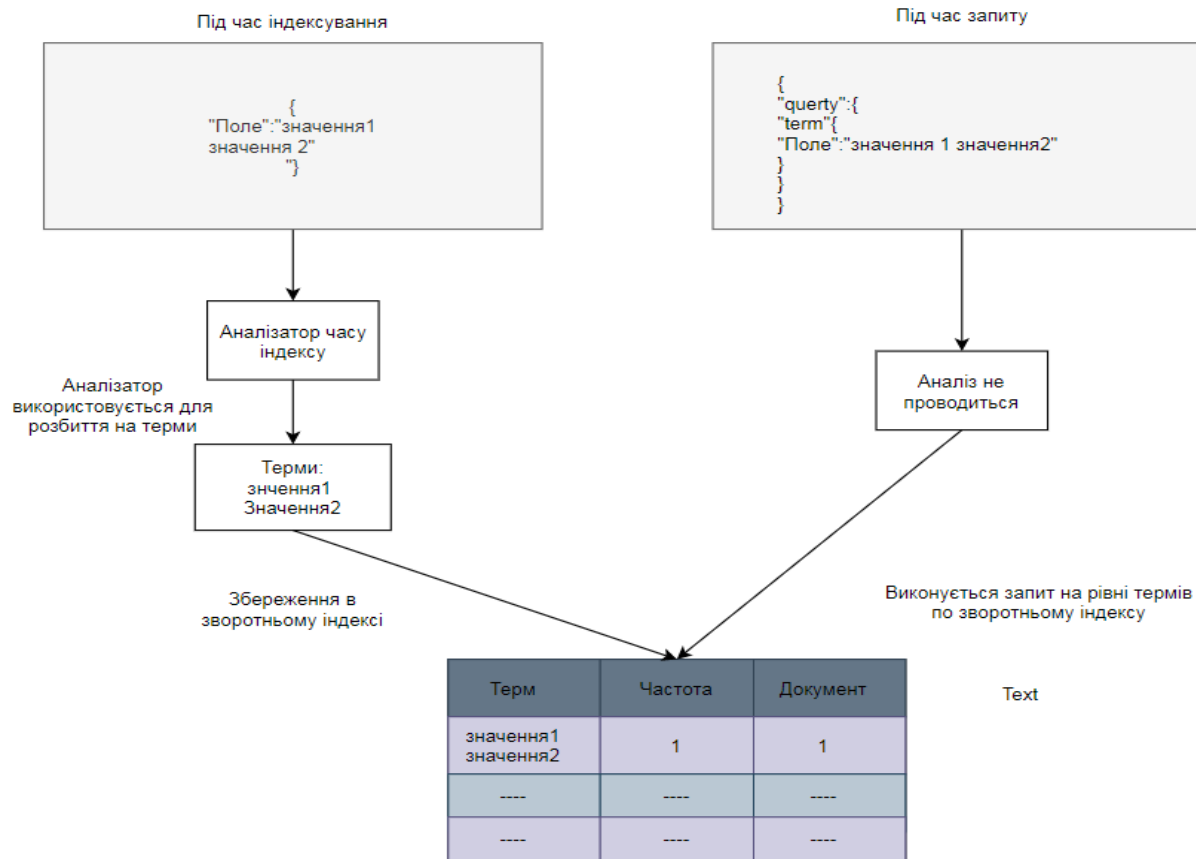 Під час індексування
Під час запиту
{
"Поле":"значення1
значення 2"
"}
{
"querty":{
"term"{
"Поле":"значення 1 значення2"
}
}
}
Аналізатор часу
індексу
Аналіз не
проводиться
Аналізатор
використовується для
розбиття на терми
Терми:
знчення1
Значення2
Збереження в
зворотньому індексі
Виконується запит на рівні термів
по зворотньому індексу
Терм Частота Документ
Text
значення1
значення2
1 1
---- ---- ----
---- ---- ----